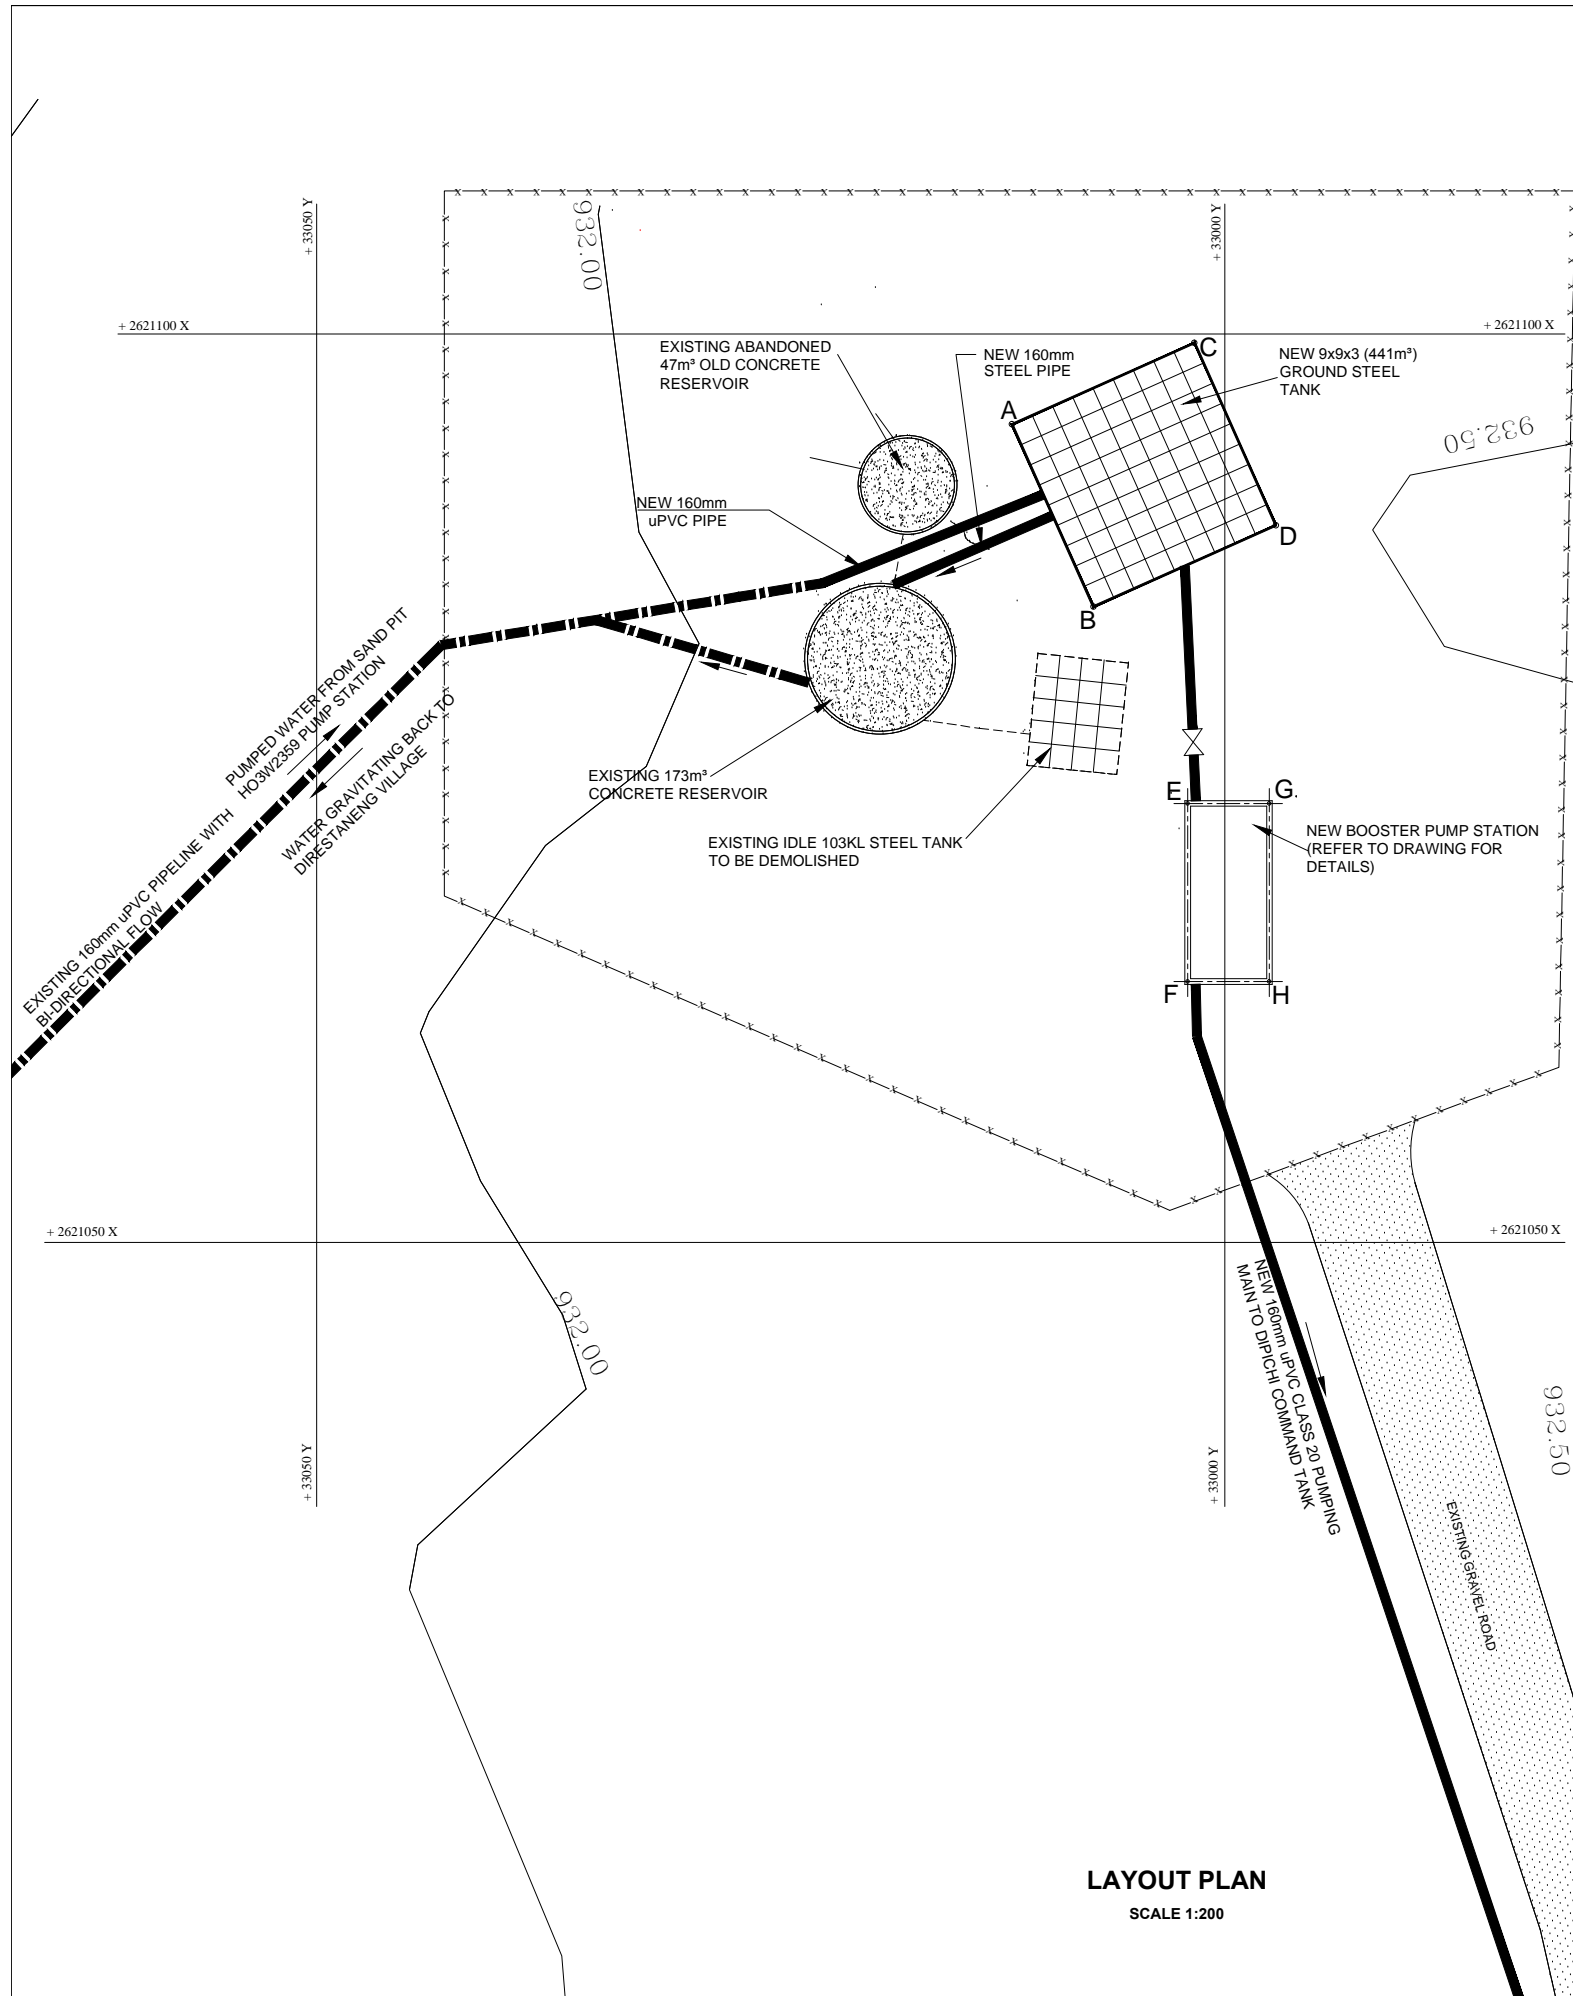 932.00
+ 33050 Y
+ 33000 Y
+ 2621100 X
+ 2621100 X
EXISTING ABANDONED
47m³ OLD CONCRETE
RESERVOIR
NEW 160mm
STEEL PIPE
C
NEW 9x9x3 (441m³)
GROUND STEEL
TANK
A
932.50
NEW 160mm
uPVC PIPE
D
B
PUMPED WATER FROM SAND PIT
HO3W2359 PUMP STATION
WATER GRAVITATING BACK TO
DIRESTANENG VILLAGE
EXISTING 160mm uPVC PIPELINE WITH
BI-DIRECTIONAL FLOW
EXISTING 173m³
CONCRETE RESERVOIR
EXISTING IDLE 103KL STEEL TANK
TO BE DEMOLISHED
E
G.
NEW BOOSTER PUMP STATION
(REFER TO DRAWING FOR
DETAILS)
F
H
+ 2621050 X
+ 2621050 X
NEW 160mm uPVC CLASS 20 PUMPING
MAIN TO DIPICHI COMMAND TANK
932.00
932.50
+ 33050 Y
+ 33000 Y
EXISTING GRAVEL ROAD
LAYOUT PLAN
SCALE 1:200